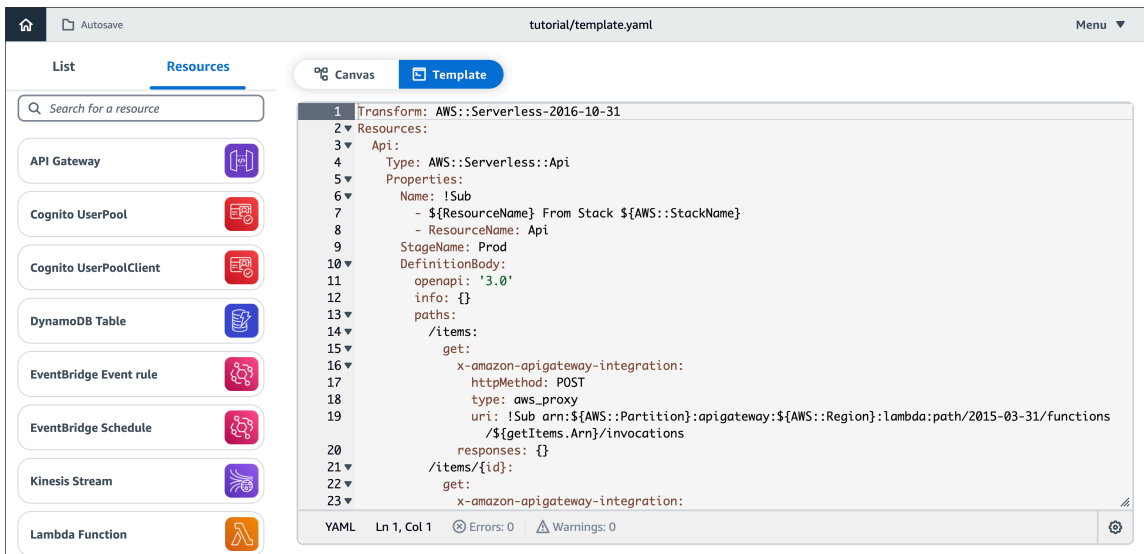 Autosave
tutorial/template.yaml
Menu
List
Resources
Search for a resource
API Gateway
Cognito UserPool
Cognito UserPoolClient
DynamoDB Table
EventBridge Event rule
EventBridge Schedule
Kinesis Stream
Lambda Function
Canvas
Template
1 Transform: AWS::Serverless-2016-10-31
2 Resources:
3 Api:
4 Type: AWS::Serverless::Api
5 Properties:
6 Name: !Sub
7 - ${ResourceName} From Stack ${AWS::StackName}
8 - ResourceName: Api
9 StageName: Prod
10 DefinitionBody:
11 openapi: '3.0'
12 info: {}
13 paths:
14 /items:
15 get:
16 x-amazon-apigateway-integration:
17 httpMethod: POST
18 type: aws_proxy
19 uri: !Sub arn:${AWS::Partition}:apigateway:${AWS::Region}:lambda:path/2015-03-31/functions
/${getItems.Arn}/invocations
20 responses: {}
21 /items/{id}:
22 get:
23 x-amazon-apigateway-integration:
YAML Ln 1, Col 1 Errors: 0 Warnings: 0